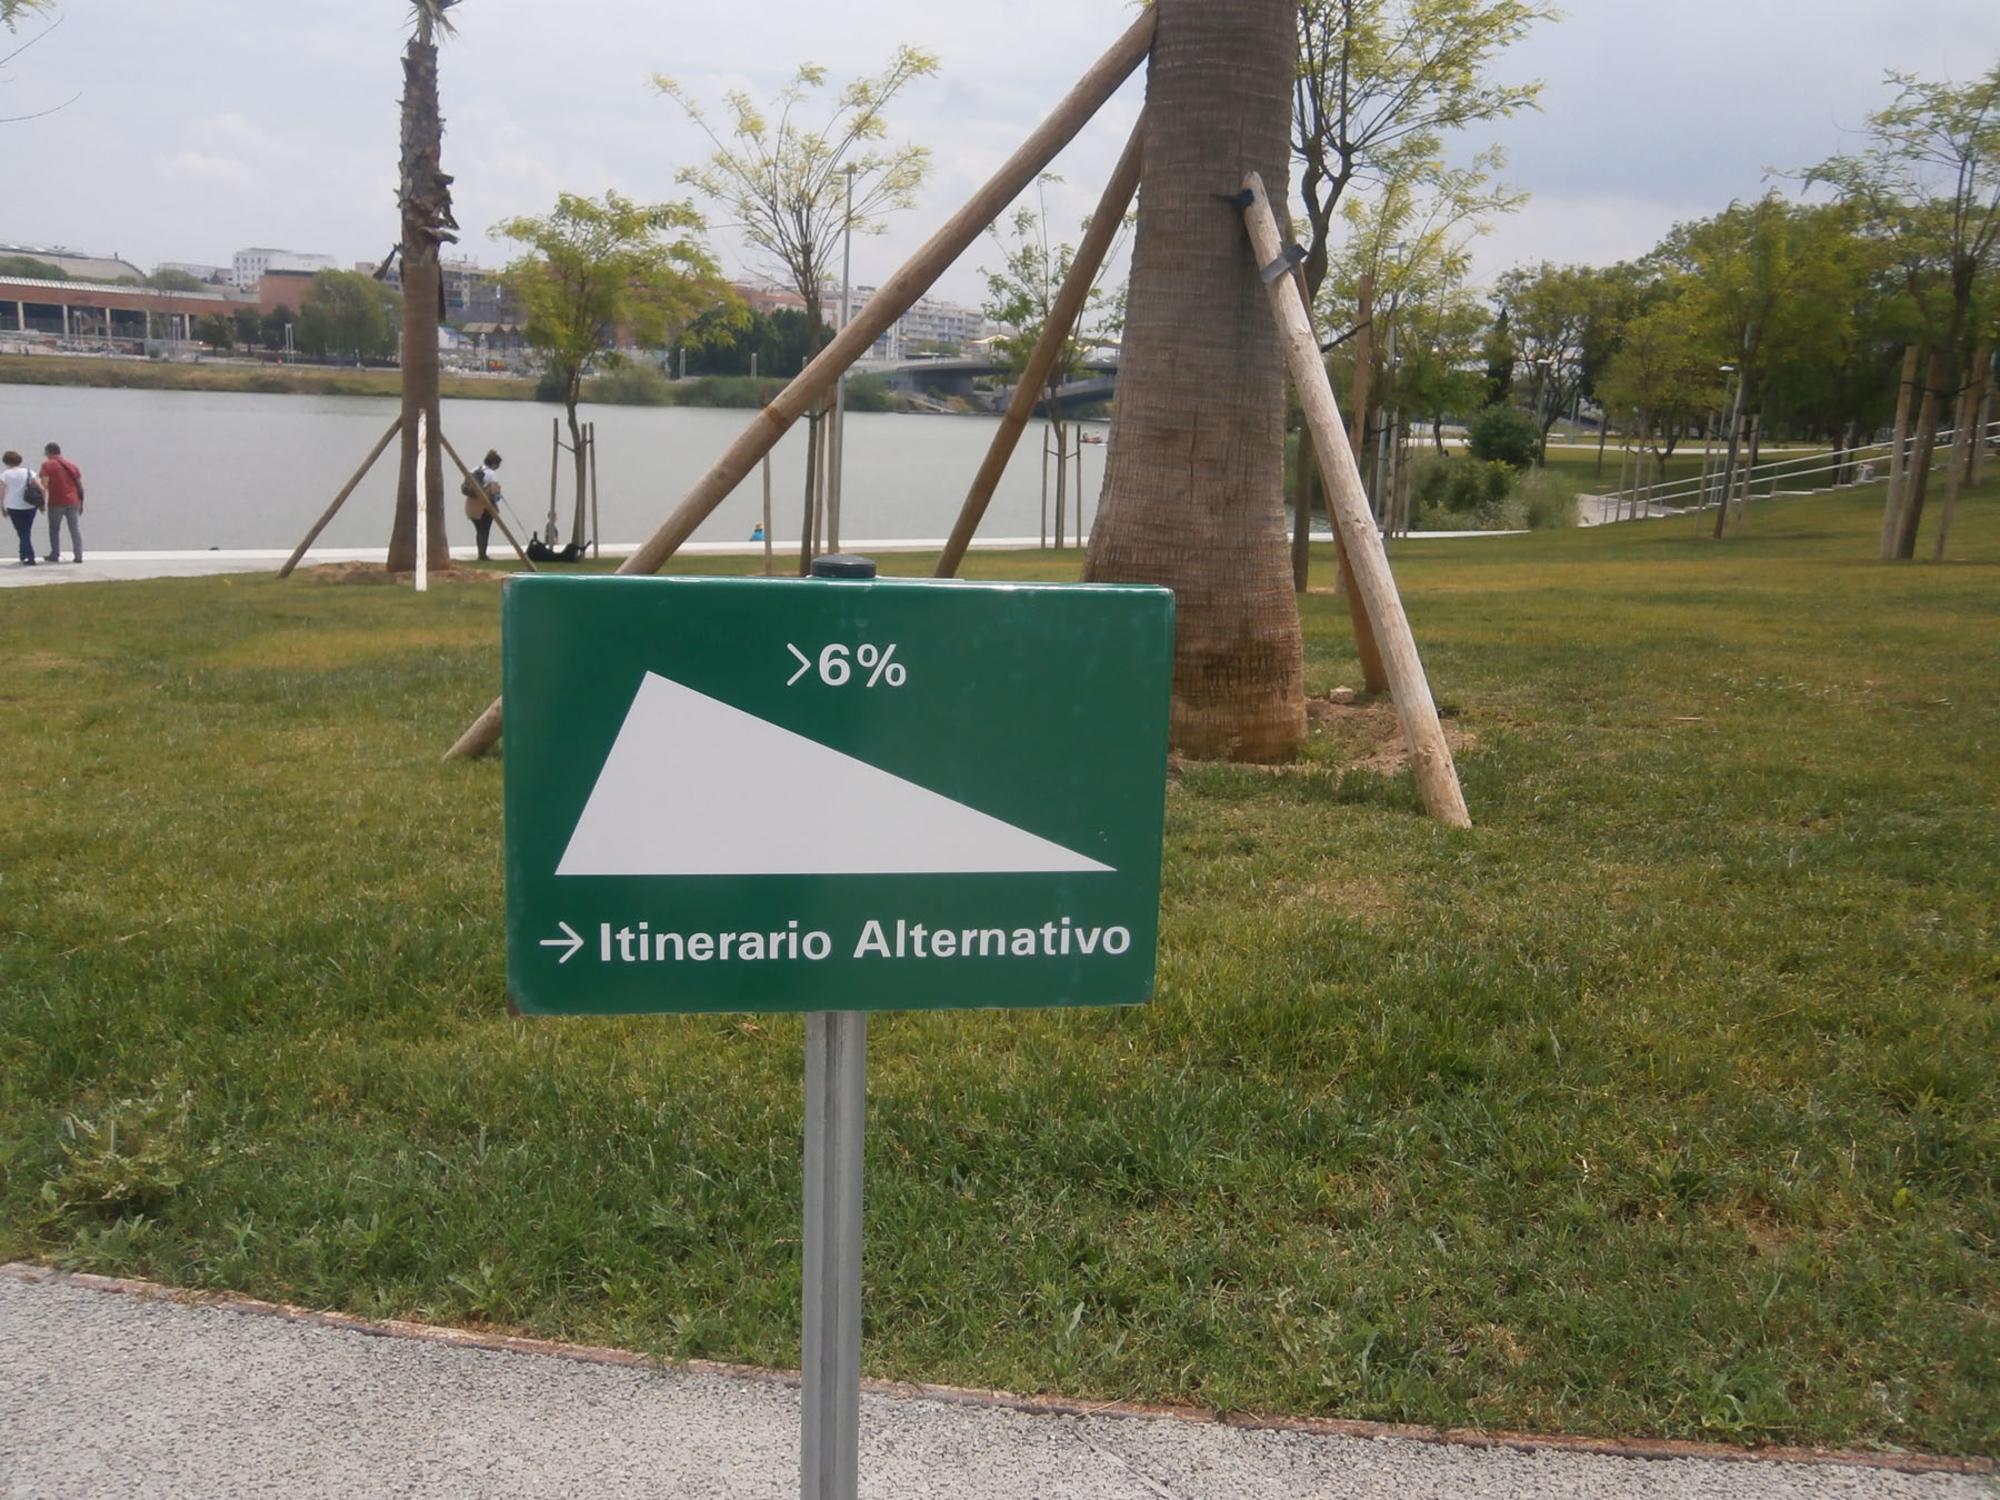 >6%
→ Itinerario Alternativo